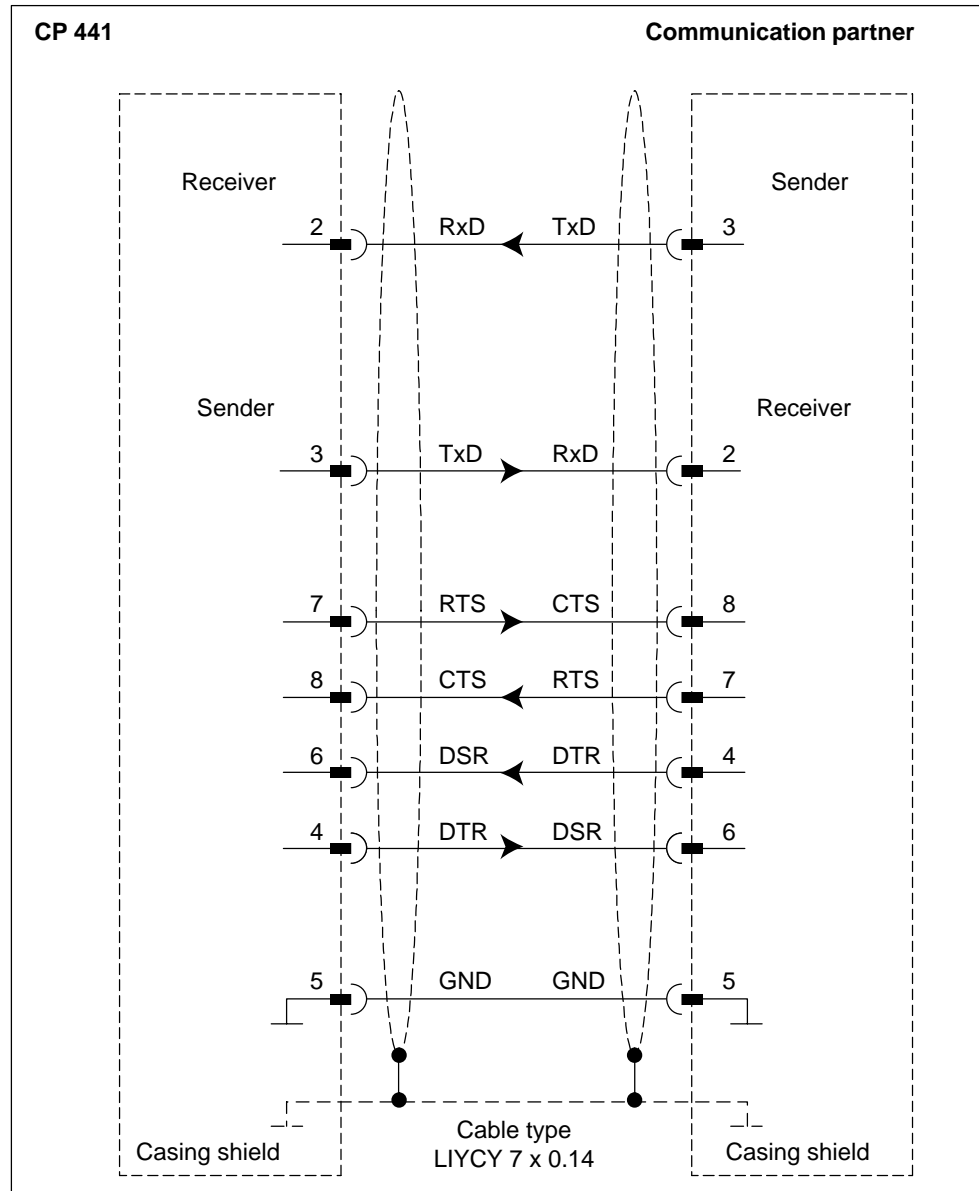 CP 441 Communication partner
Receiver Sender
2 RxD TxD 3
Sender Receiver
3 TxD RxD 2
7 RTS CTS 8
8 CTS RTS 7
6 DSR DTR 4
4 DTR DSR 6
5 GND GND 5
Casing shield Cable type Casing shield
LIYCY 7 x 0.14